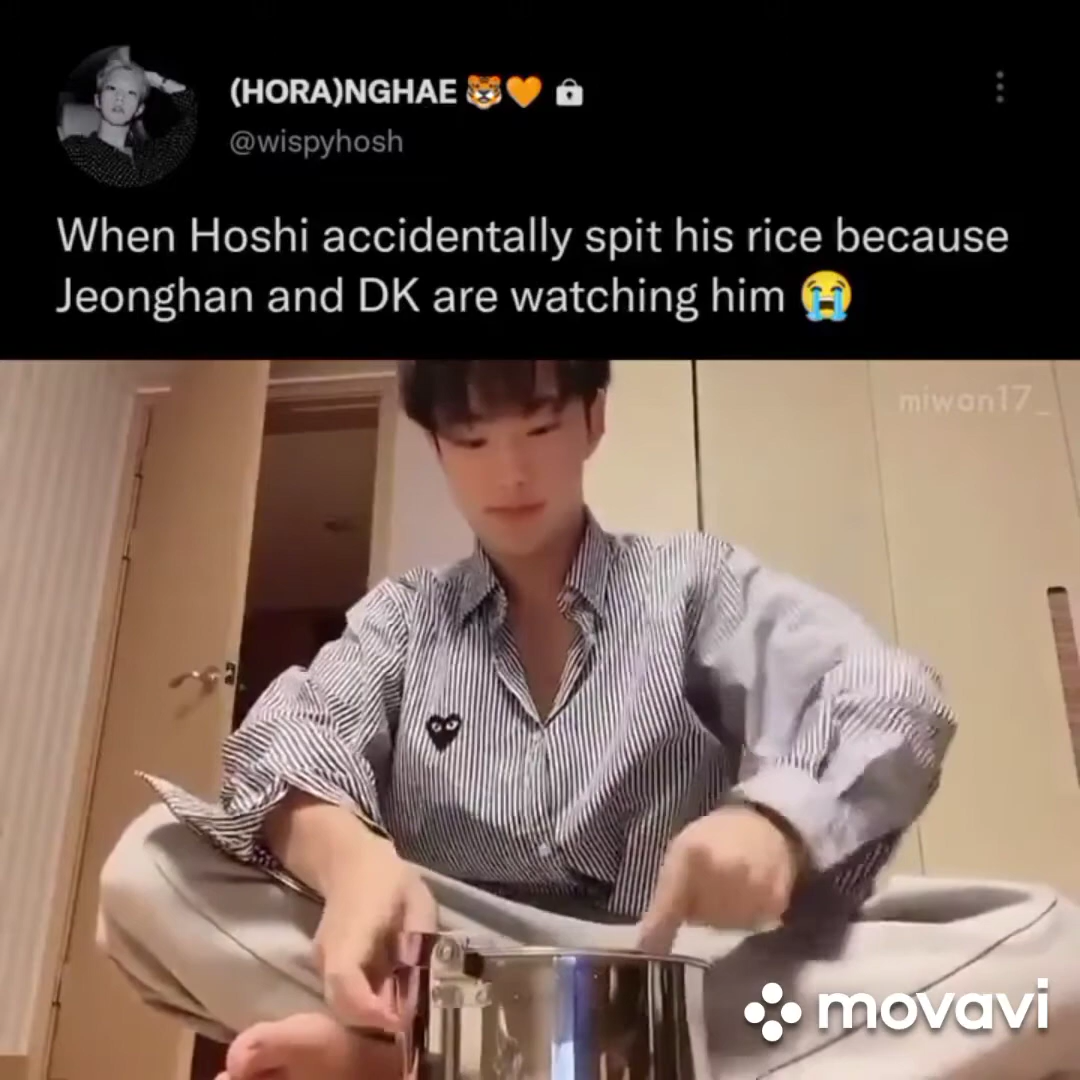 (HORA)NGHAE 🐯🧡 🔒
@wispyhosh
When Hoshi accidentally spit his rice because
Jeonghan and DK are watching him 😭
miwon17_
movavi